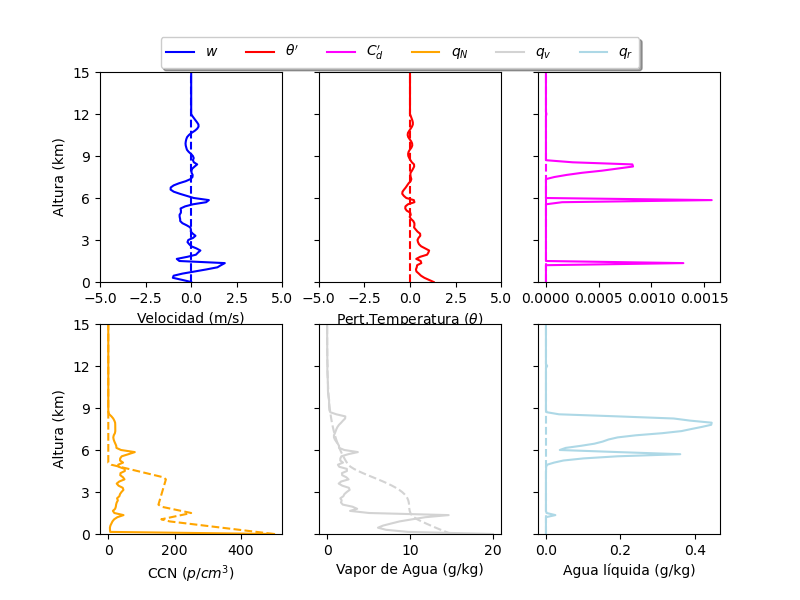 w θ′ C′d qN qv qr
15
12
9
6
3
0
Altura (km)
−5.0 −2.5 0.0 2.5 5.0
Velocidad (m/s)
−5.0 −2.5 0.0 2.5 5.0
Pert.Temperatura (θ)
0.0000 0.0005 0.0010 0.0015
15
12
9
6
3
0
Altura (km)
0 200 400
CCN (p/cm³)
0 10 20
Vapor de Agua (g/kg)
0.0 0.2 0.4
Agua líquida (g/kg)